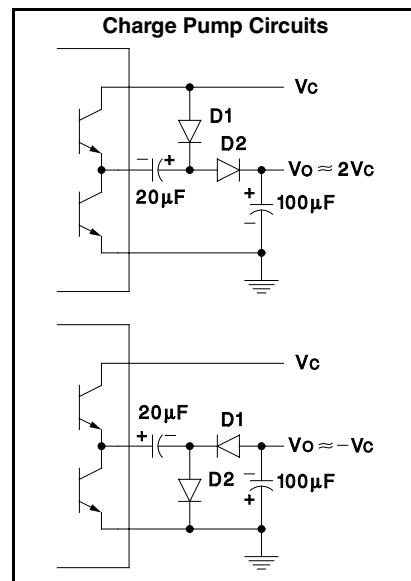 Charge Pump Circuits
Vc
D1
D2
− +
20µF
Vo ≈ 2Vc
+
100µF
−
Vc
20µF
D1
+ −
Vo ≈ −Vc
D2
−
100µF
+